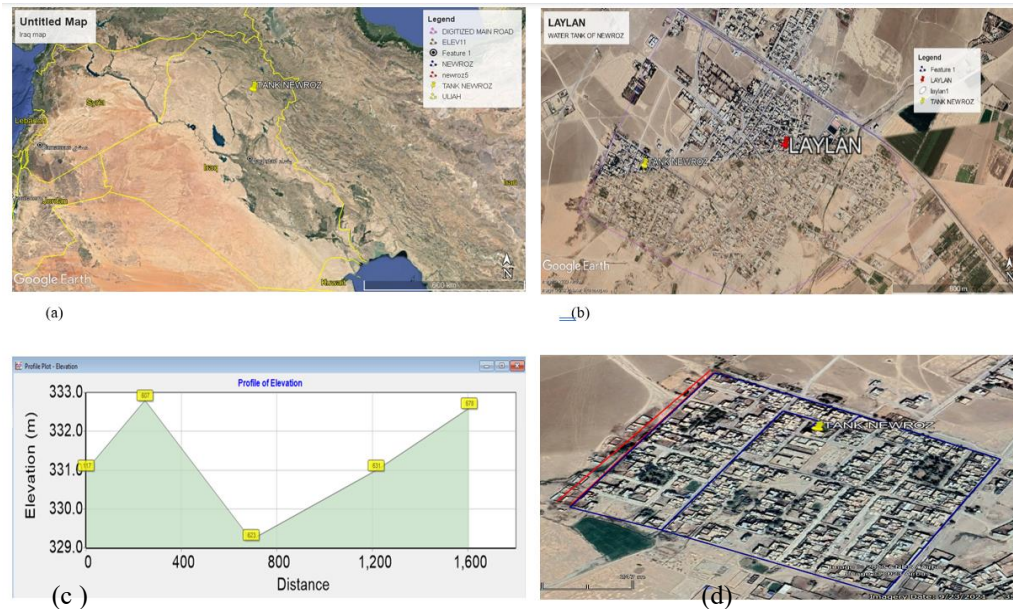 Untitled Map
Iraq map
Legend
DIGITIZED MAIN ROAD
ELEV11
Feature 1
NEWROZ
newroz5
TANK NEWROZ
ULIAH
TANK NEWROZ
Syria
Lebanon
Iraq
Iran
Jordan
Kuwait
Google Earth
600 km
N
(a)
LAYLAN
WATER TANK OF NEWROZ
Legend
Feature 1
LAYLAN
laylan1
TANK NEWROZ
LAYLAN
TANK NEWROZ
Google Earth
800 m
N
(b)
Profile Plot - Elevation
Profile of Elevation
333.0
332.0
331.0
330.0
329.0
Elevation (m)
607
678
631
623
0
400
800
1,200
1,600
Distance
(c)
TANK NEWROZ
(d)